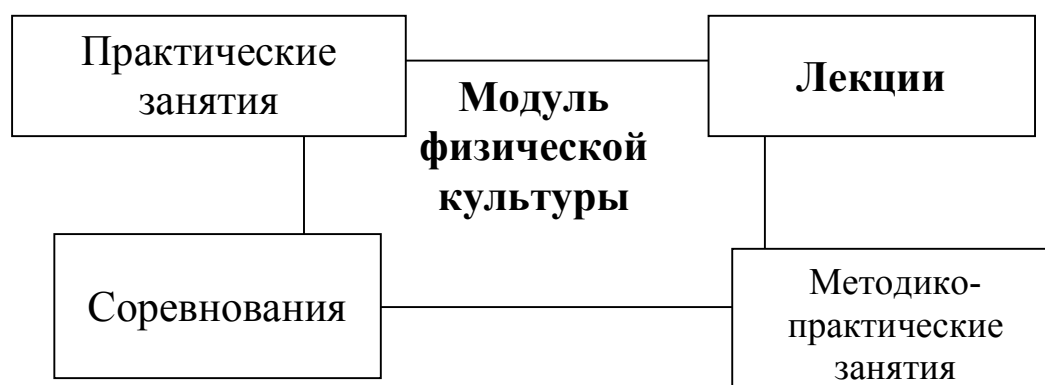 Практические
занятия
Лекции
Модуль
физической
культуры
Соревнования
Методико-
практические
занятия